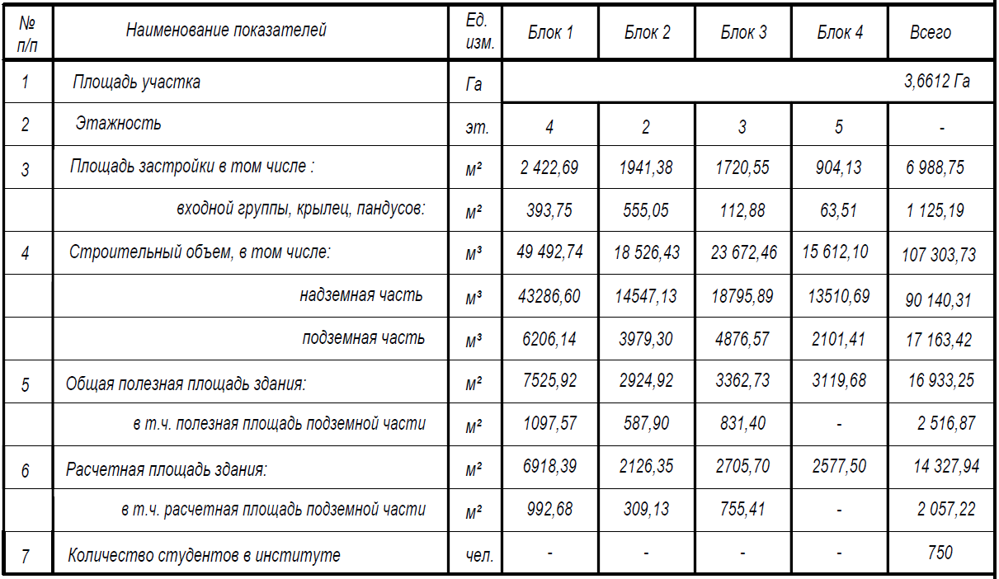 № п/п Наименование показателей Ед. изм. Блок 1 Блок 2 Блок 3 Блок 4 Всего
1 Площадь участка Га 3,6612 Га
2 Этажность эт. 4 2 3 5 -
3 Площадь застройки в том числе : м² 2 422,69 1941,38 1720,55 904,13 6 988,75
входной группы, крылец, пандусов: м² 393,75 555,05 112,88 63,51 1 125,19
4 Строительный объем, в том числе: м³ 49 492,74 18 526,43 23 672,46 15 612,10 107 303,73
надземная часть м³ 43286,60 14547,13 18795,89 13510,69 90 140,31
подземная часть м³ 6206,14 3979,30 4876,57 2101,41 17 163,42
5 Общая полезная площадь здания: м² 7525,92 2924,92 3362,73 3119,68 16 933,25
в т.ч. полезная площадь подземной части м² 1097,57 587,90 831,40 - 2 516,87
6 Расчетная площадь здания: м² 6918,39 2126,35 2705,70 2577,50 14 327,94
в т.ч. расчетная площадь подземной части м² 992,68 309,13 755,41 - 2 057,22
7 Количество студентов в институте чел. - - - - 750